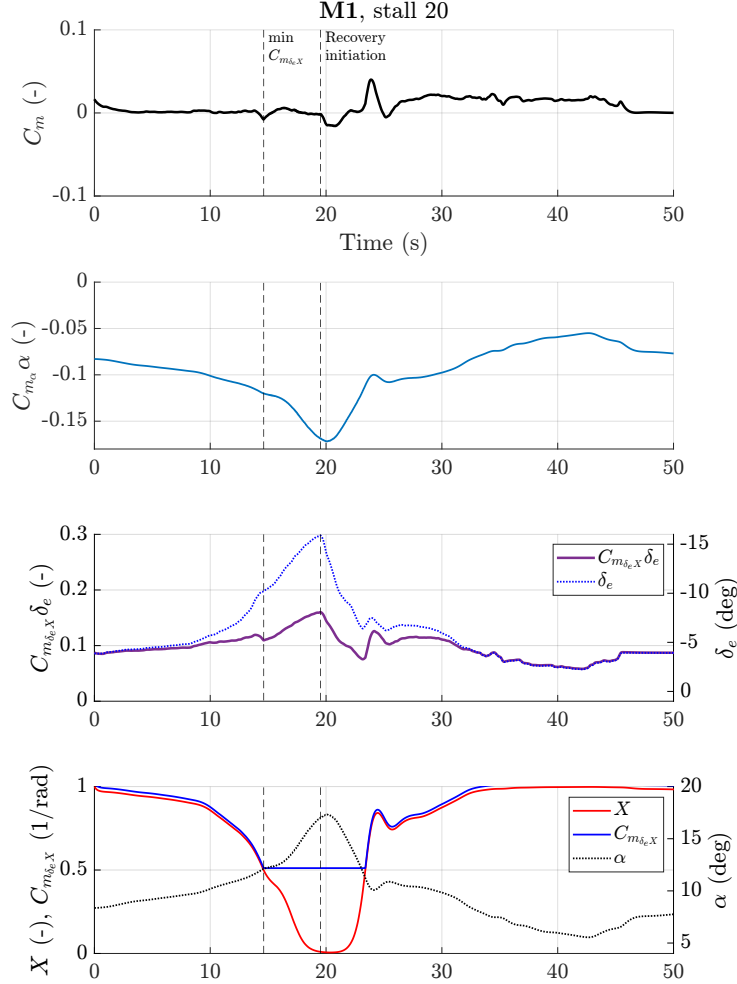 M1, stall 20
0.1
0
-0.1
C_m (-)
min
C_{m_{δ_e X}}
Recovery
initiation
0 10 20 30 40 50
Time (s)
0
-0.05
-0.1
-0.15
C_{m_α} α (-)
0 10 20 30 40 50
0.3
0.2
0.1
0
C_{m_{δ_e X}} δ_e (-)
C_{m_{δ_e X}} δ_e
δ_e
-15
-10
-5
0
δ_e (deg)
0 10 20 30 40 50
1
0.5
0
X (-), C_{m_{δ_e X}} (1/rad)
X
C_{m_{δ_e X}}
α
20
15
10
5
α (deg)
0 10 20 30 40 50